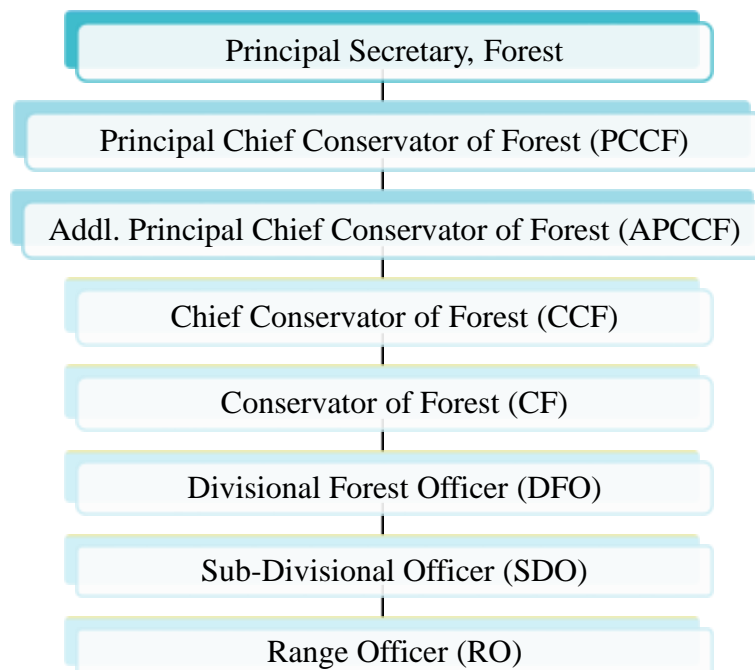 Principal Secretary, Forest
Principal Chief Conservator of Forest (PCCF)
Addl. Principal Chief Conservator of Forest (APCCF)
Chief Conservator of Forest (CCF)
Conservator of Forest (CF)
Divisional Forest Officer (DFO)
Sub-Divisional Officer (SDO)
Range Officer (RO)